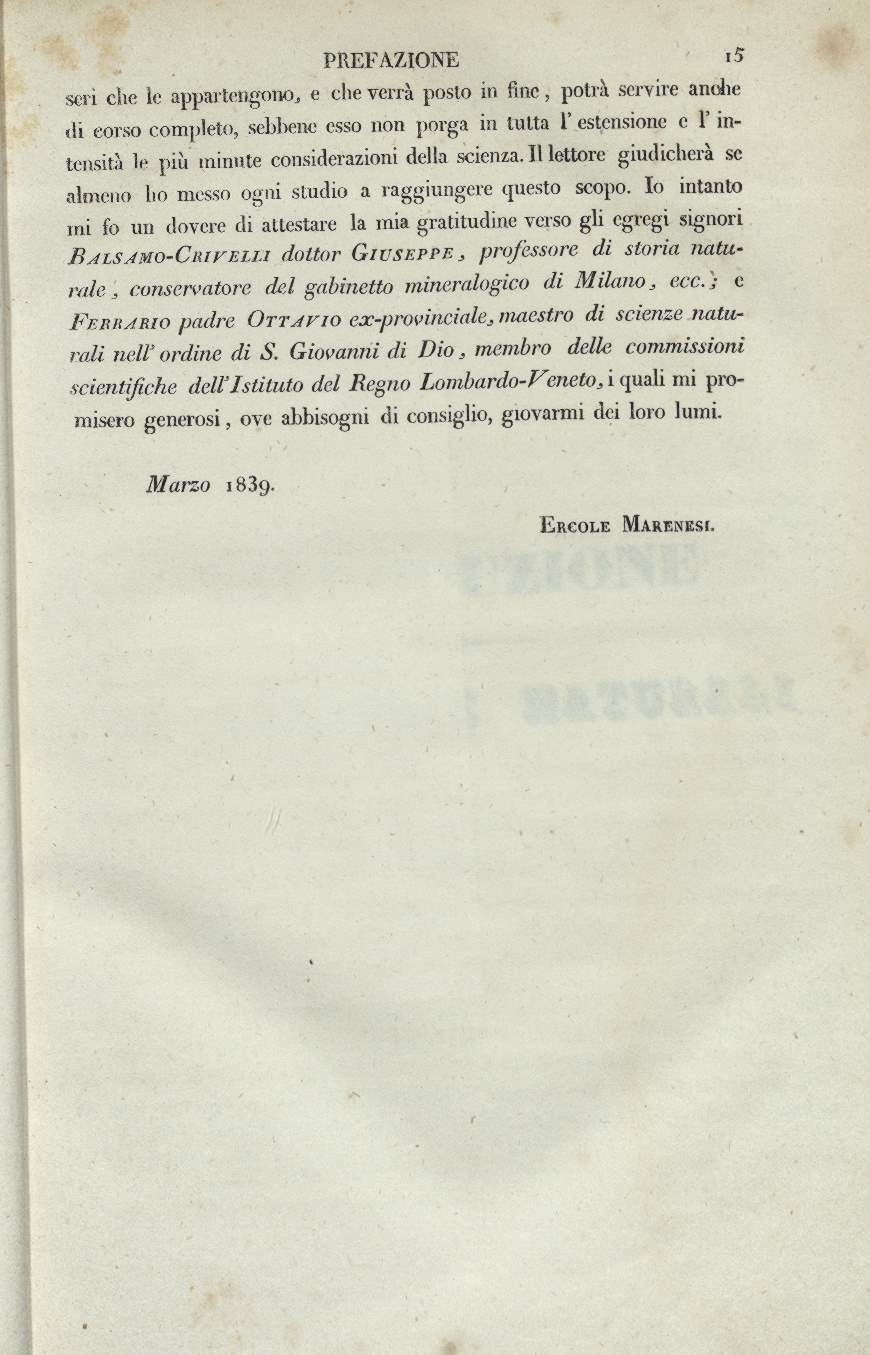 PREFAZIONE 15
seri che le appartengono, e che verrà posto in fine, potrà servire anche
di corso completo, sebbene esso non porga in tutta l' estensione e l' in-
tensità le più minute considerazioni della scienza. Il lettore giudicherà se
almeno ho messo ogni studio a raggiungere questo scopo. Io intanto
mi fo un dovere di attestare la mia gratitudine verso gli egregi signori
BALSAMO-CRIVELLI dottor GIUSEPPE, professore di storia natu-
rale, conservatore del gabinetto mineralogico di Milano, ecc.; e
FERRARIO padre OTTAVIO ex-provinciale, maestro di scienze natu-
rali nell' ordine di S. Giovanni di Dio, membro delle commissioni
scientifiche dell'Istituto del Regno Lombardo-Veneto, i quali mi pro-
misero generosi, ove abbisogni di consiglio, giovarmi dei loro lumi.
Marzo 1839.
ERCOLE MARENESI.